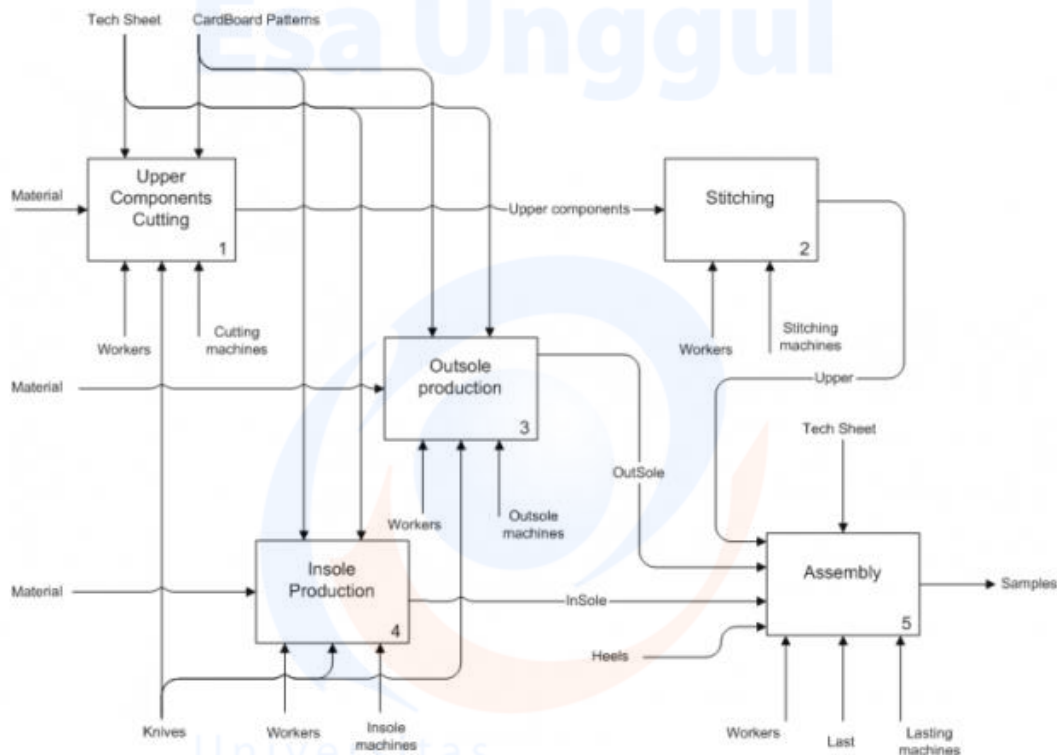 Esa Unggul
Tech Sheet
CardBoard Patterns
Upper
Components
Cutting
1
Material
Workers
Cutting
machines
Upper components
Stitching
2
Workers
Stitching
machines
Upper
Material
Outsole
production
3
Workers
Outsole
machines
OutSole
Tech Sheet
Material
Insole
Production
4
InSole
Heels
Assembly
5
Samples
Knives
Workers
Insole
machines
Workers
Last
Lasting
machines
Universitas